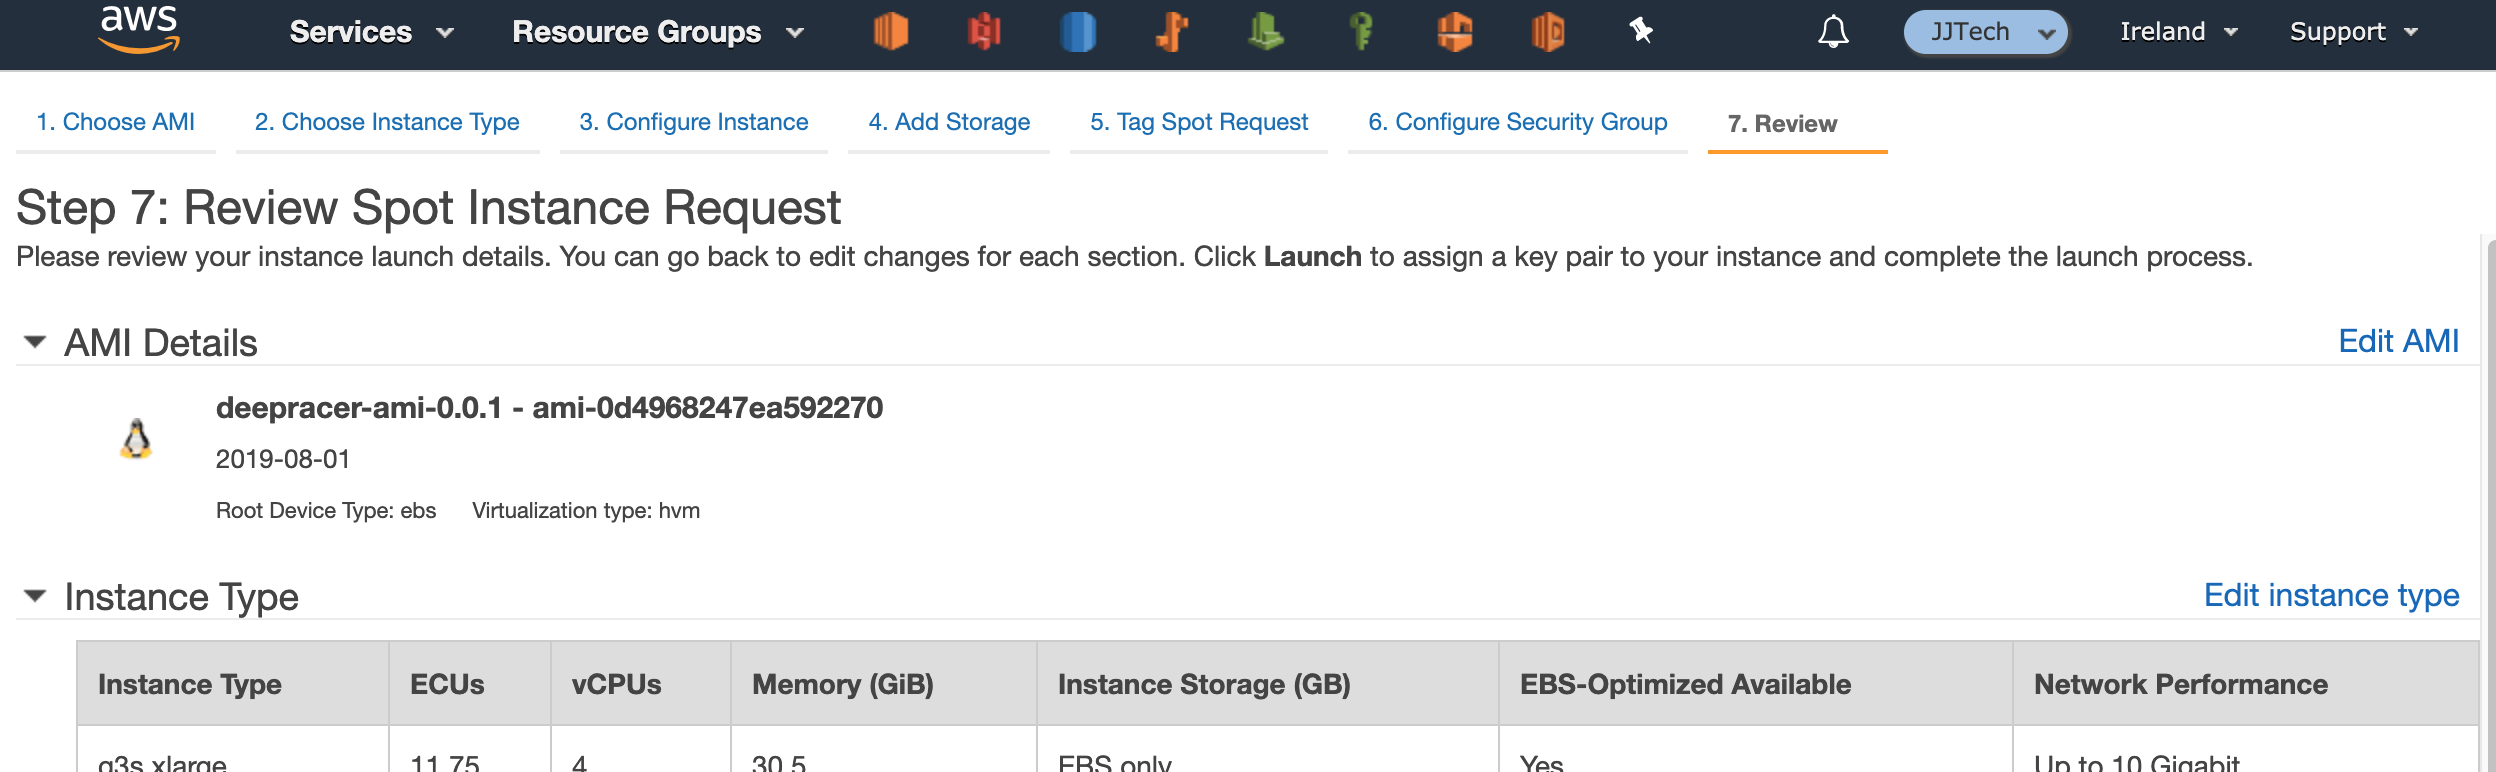 aws Services Resource Groups JJTech Ireland Support
1. Choose AMI 2. Choose Instance Type 3. Configure Instance 4. Add Storage 5. Tag Spot Request 6. Configure Security Group 7. Review
Step 7: Review Spot Instance Request
Please review your instance launch details. You can go back to edit changes for each section. Click Launch to assign a key pair to your instance and complete the launch process.
AMI Details Edit AMI
deepracer-ami-0.0.1 - ami-0d4968247ea592270
2019-08-01
Root Device Type: ebs Virtualization type: hvm
Instance Type Edit instance type
Instance Type ECUs vCPUs Memory (GiB) Instance Storage (GB) EBS-Optimized Available Network Performance
g3s.xlarge 11.75 4 30.5 EBS only Yes Up to 10 Gigabit